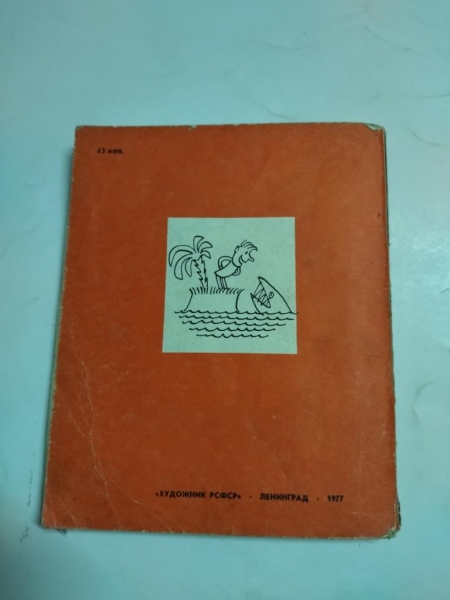 43 коп.
«ХУДОЖНИК РСФСР» · ЛЕНИНГРАД · 1977